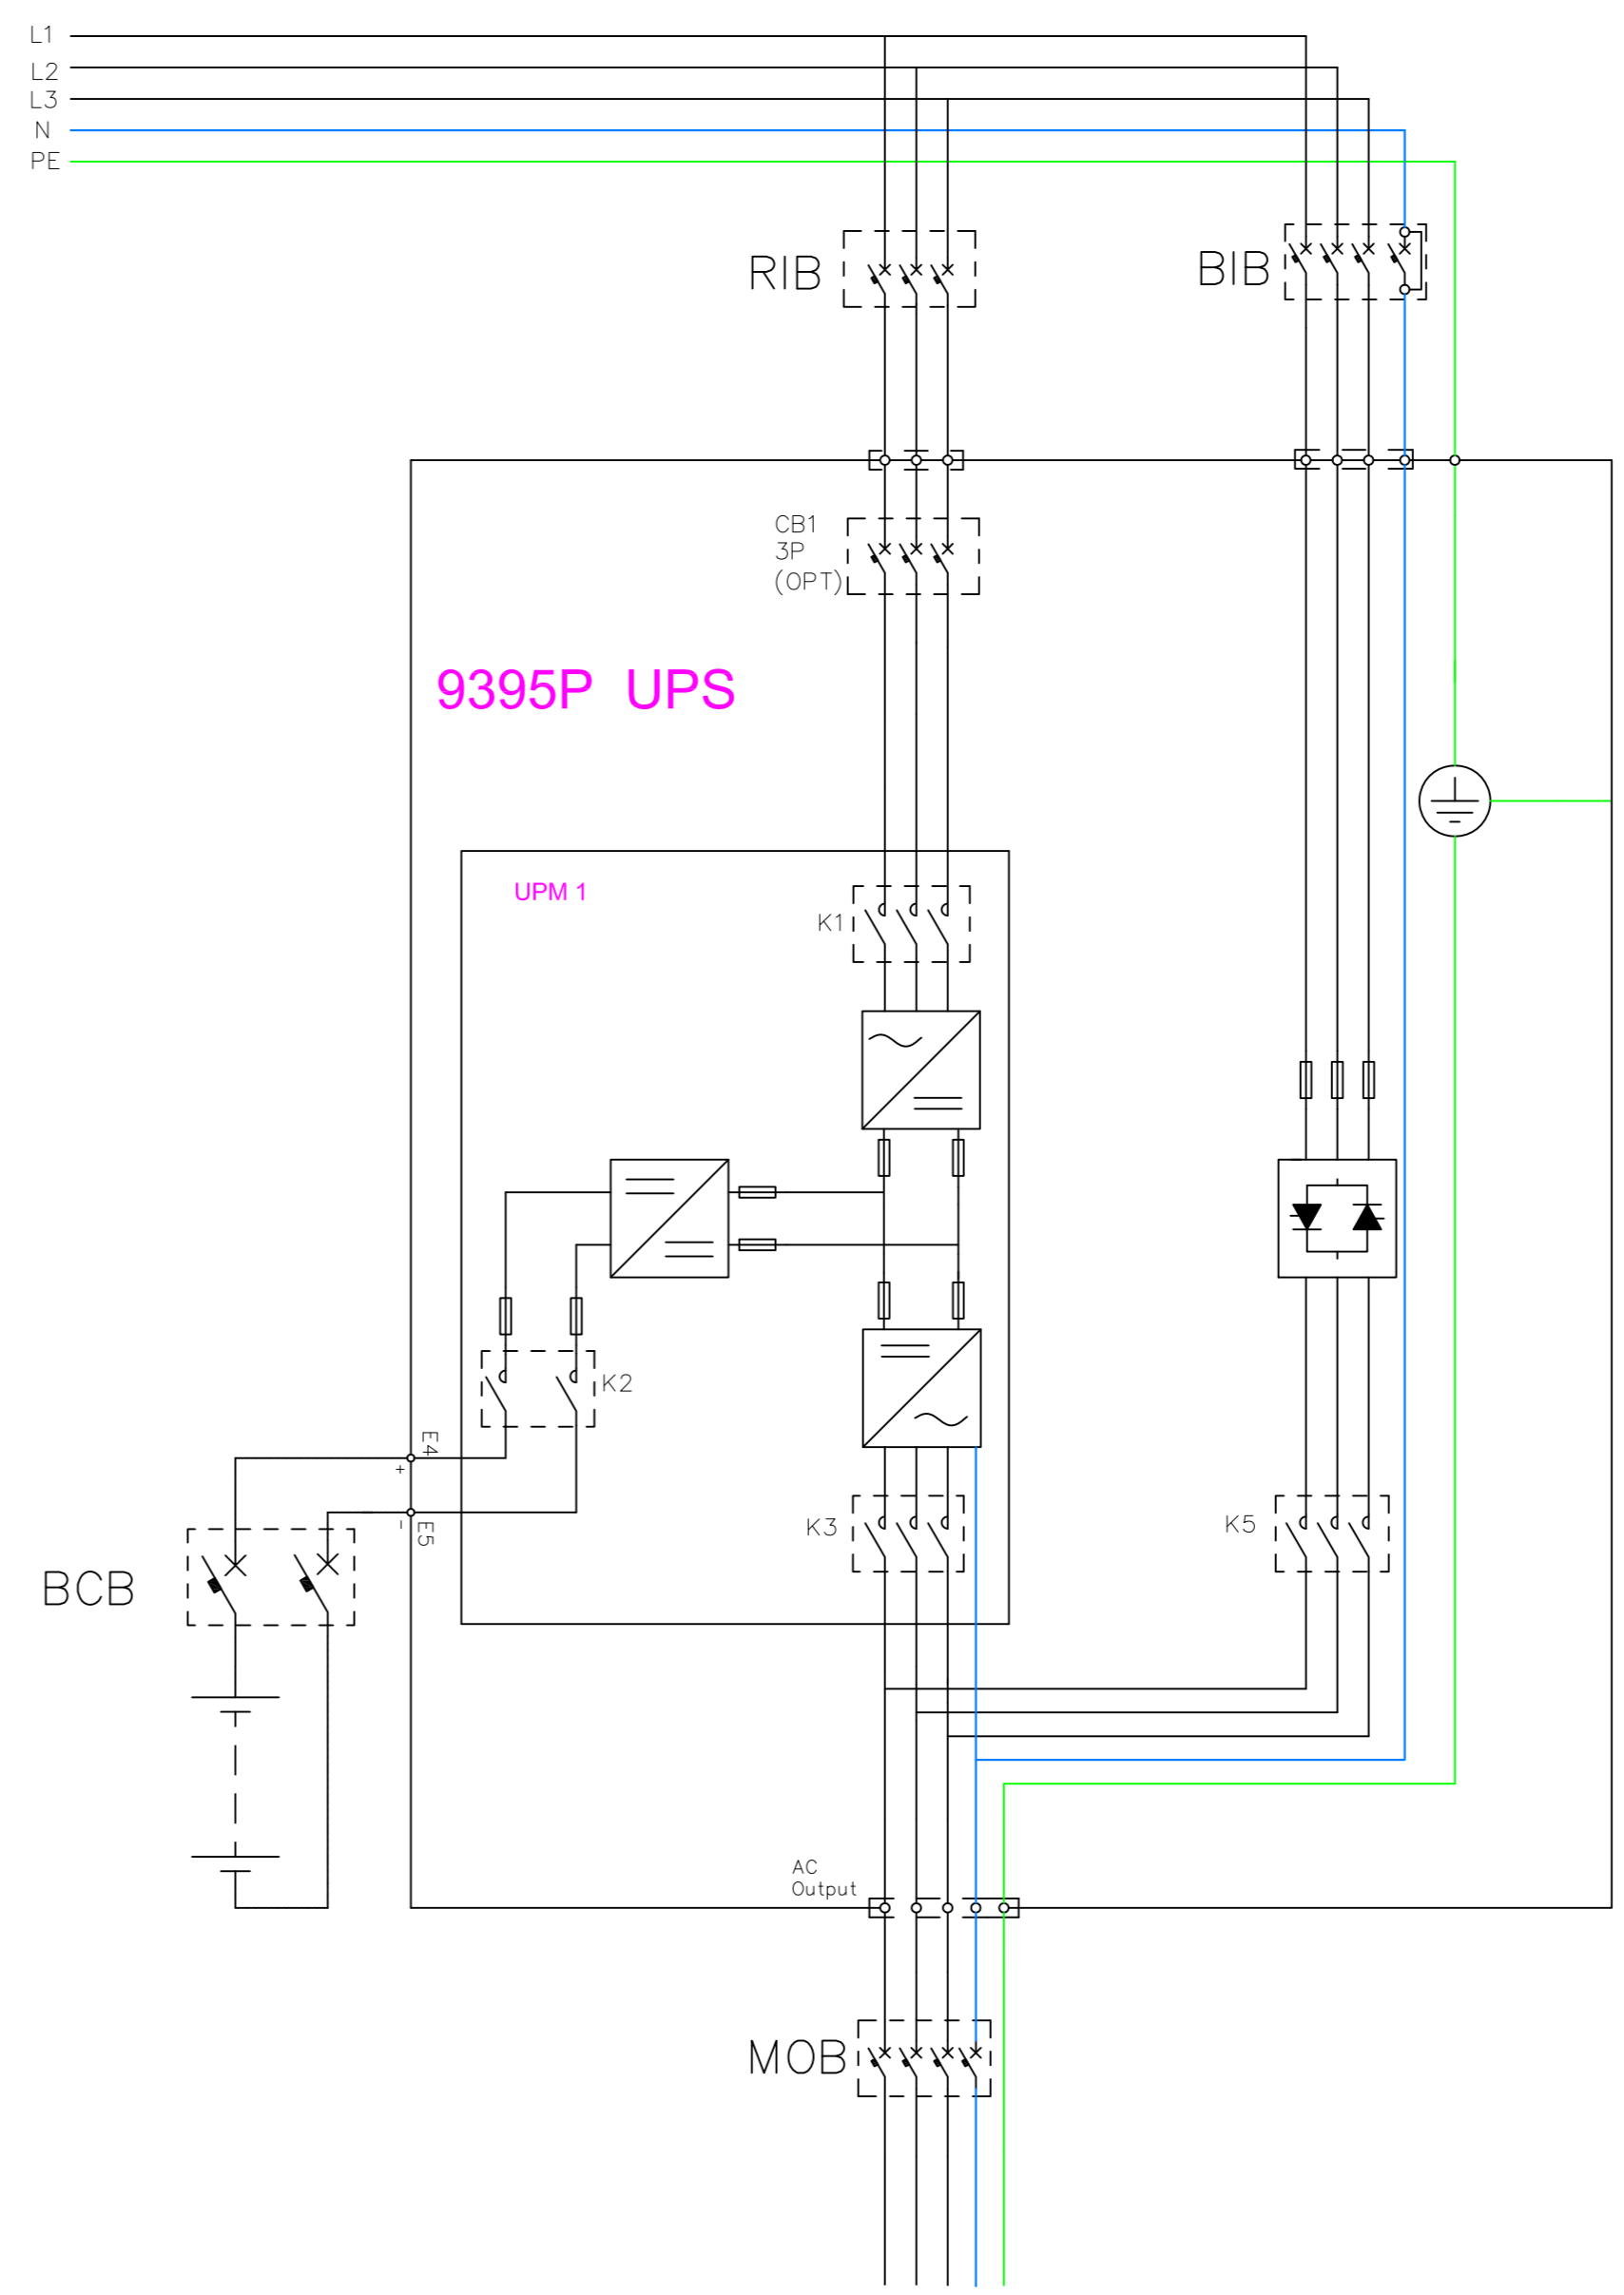 L1
L2
L3
N
PE
RIB
BIB
CB1
3P
(OPT)
9395P UPS
UPM 1
K1
K2
E4
+
-
E5
K3
K5
BCB
AC
Output
MOB